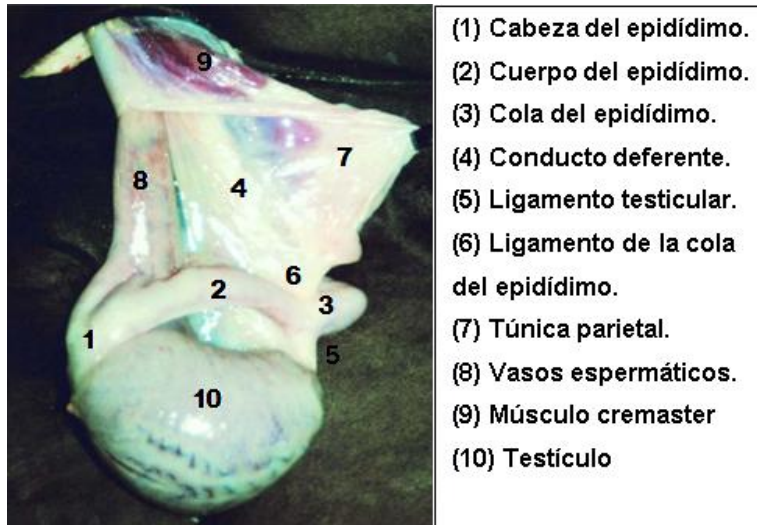 9
8
4
7
6
2
3
1
5
10
(1) Cabeza del epidídimo.
(2) Cuerpo del epidídimo.
(3) Cola del epidídimo.
(4) Conducto deferente.
(5) Ligamento testicular.
(6) Ligamento de la cola
del epidídimo.
(7) Túnica parietal.
(8) Vasos espermáticos.
(9) Músculo cremaster
(10) Testículo